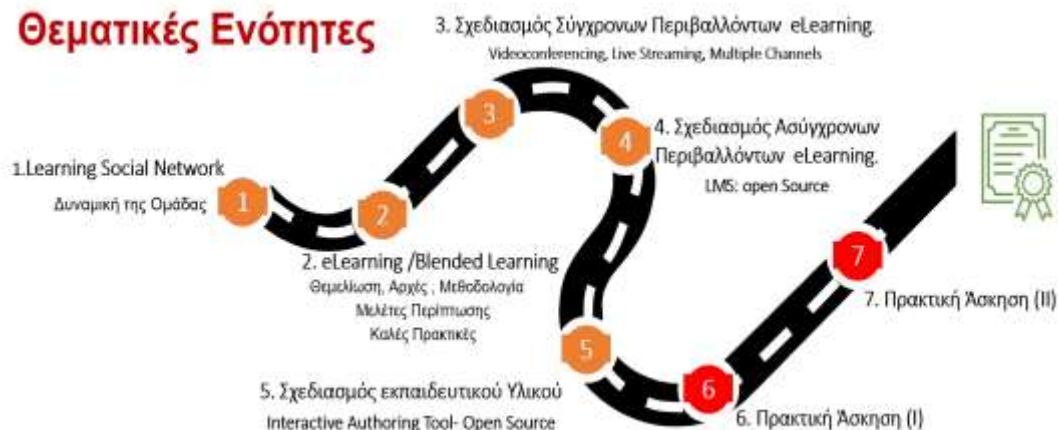 Θεματικές Ενότητες
3. Σχεδιασμός Σύγχρονων Περιβαλλόντων eLearning.
Videoconferencing, Live Streaming, Multiple Channels
3
4
4. Σχεδιασμός Ασύγχρονων
Περιβαλλόντων eLearning.
LMS: open Source
1.Learning Social Network
Δυναμική της Ομάδας
1
2
2. eLearning /Blended Learning
Θεμελίωση, Αρχές , Μεθοδολογία
Μελέτες Περίπτωσης
Καλές Πρακτικές
7
7. Πρακτική Άσκηση (II)
5
5. Σχεδιασμός εκπαιδευτικού Υλικού
Interactive Authoring Tool- Open Source
6
6. Πρακτική Άσκηση (I)